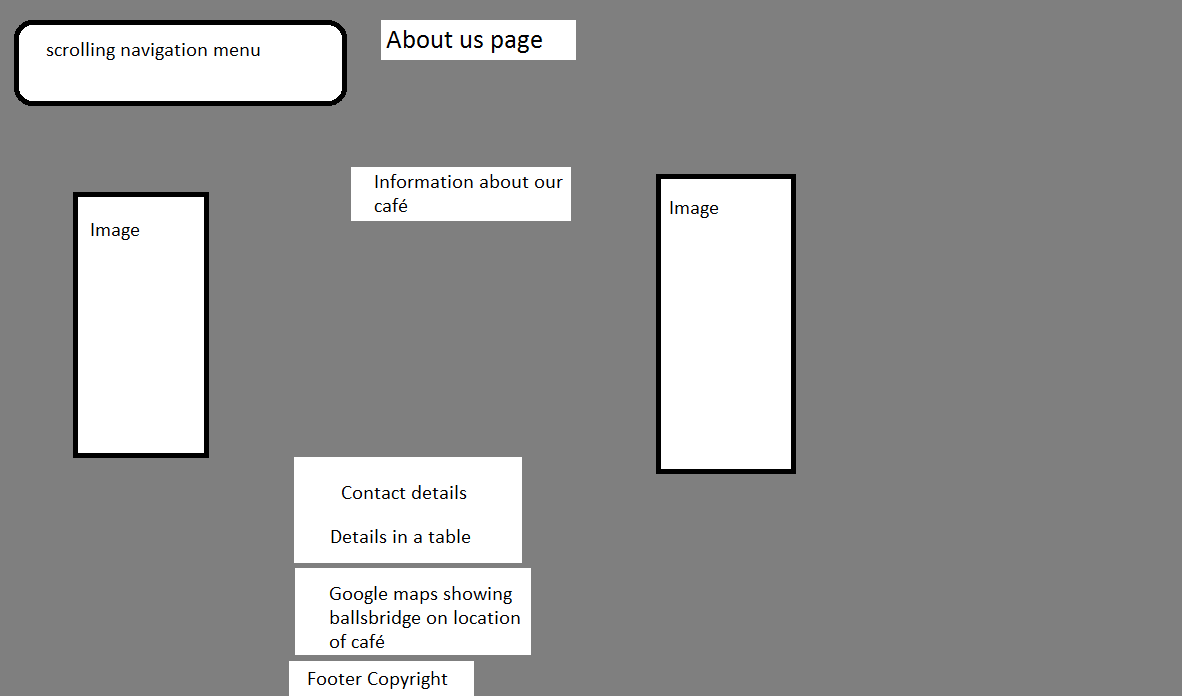 scrolling navigation menu
About us page
Information about our
café
Image
Image
Contact details
Details in a table
Google maps showing
ballsbridge on location
of café
Footer Copyright